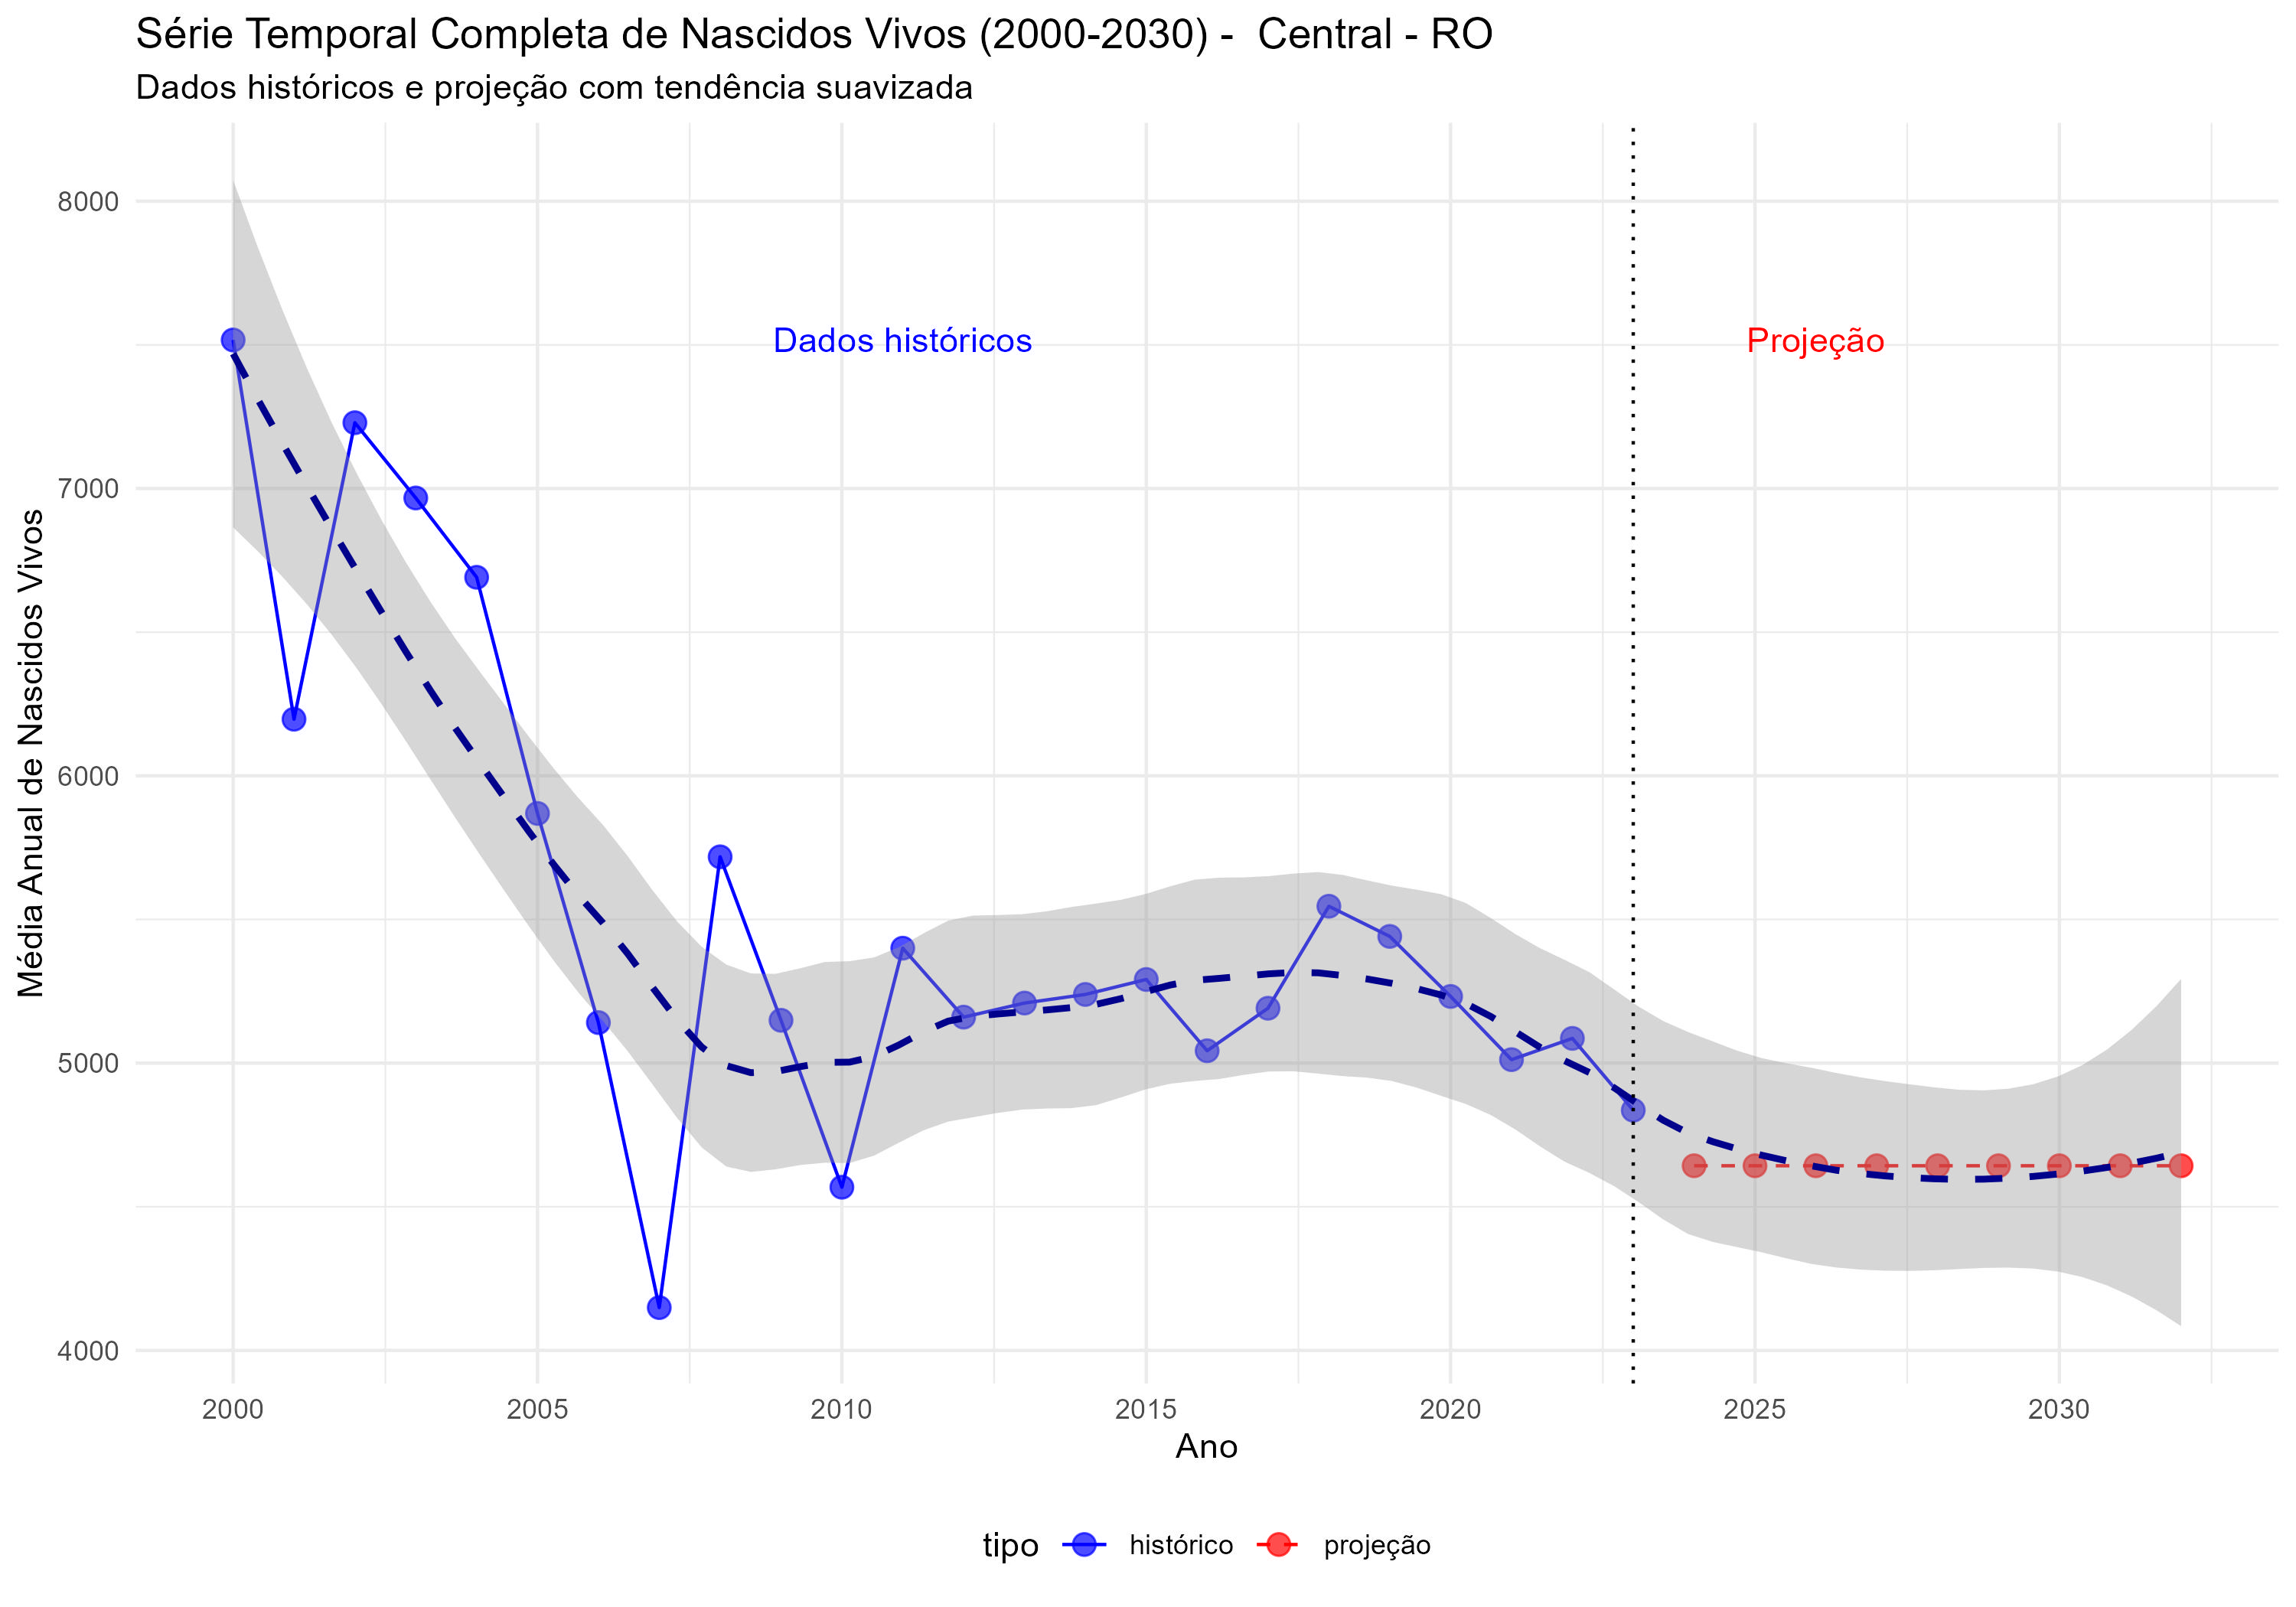 Série Temporal Completa de Nascidos Vivos (2000-2030) -  Central - RO
Dados históricos e projeção com tendência suavizada
Média Anual de Nascidos Vivos
8000
7000
6000
5000
4000
Dados históricos
Projeção
2000 2005 2010 2015 2020 2025 2030
Ano
tipo histórico projeção